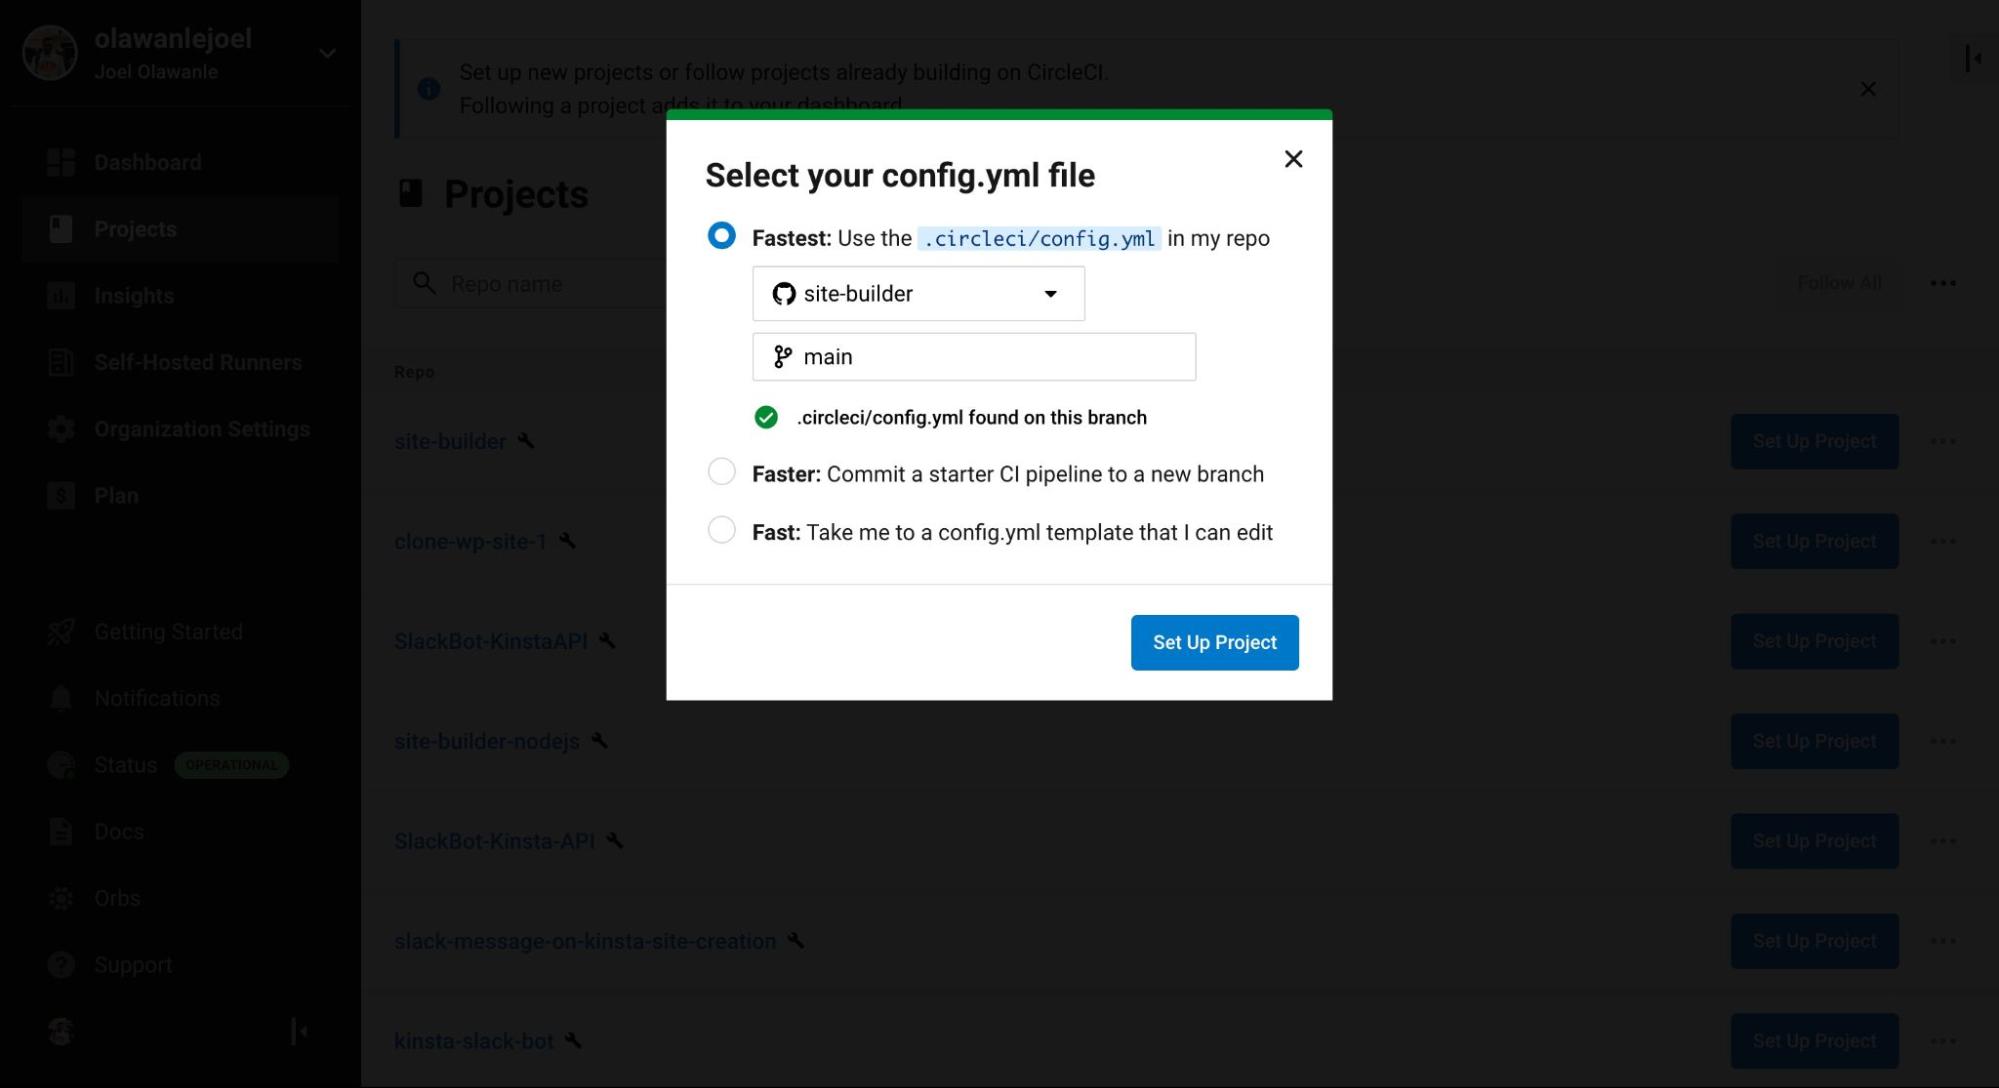 olawanlejoel
Joel Olawanle
Dashboard
Projects
Insights
Self-Hosted Runners
Organization Settings
Plan
Getting Started
Notifications
Status OPERATIONAL
Docs
Orbs
Support
Set up new projects or follow projects already building on CircleCI.
Following a project adds it to your dashboard.
Projects
Repo name
Follow All
Repo
site-builder
Set Up Project
clone-wp-site-1
Set Up Project
SlackBot-KinstaAPI
Set Up Project
site-builder-nodejs
Set Up Project
SlackBot-Kinsta-API
Set Up Project
slack-message-on-kinsta-site-creation
Set Up Project
kinsta-slack-bot
Set Up Project
Select your config.yml file
Fastest: Use the .circleci/config.yml in my repo
site-builder
main
.circleci/config.yml found on this branch
Faster: Commit a starter CI pipeline to a new branch
Fast: Take me to a config.yml template that I can edit
Set Up Project